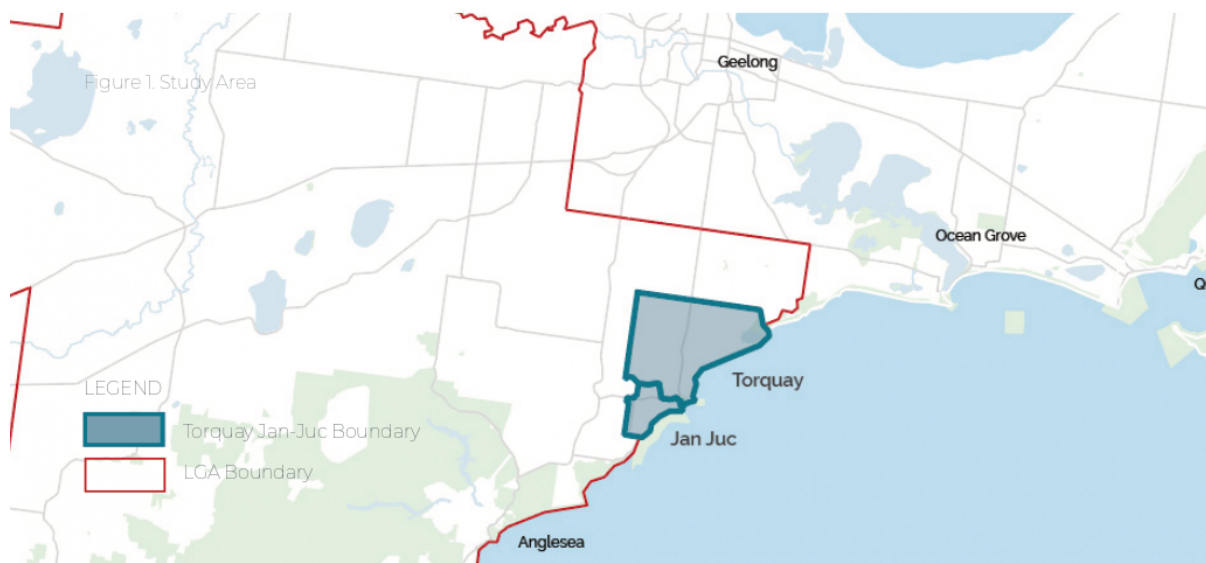 Geelong
Figure 1. Study Area
Ocean Grove
Q
Torquay
LEGEND
Torquay Jan-Juc Boundary
Jan Juc
LGA Boundary
Anglesea